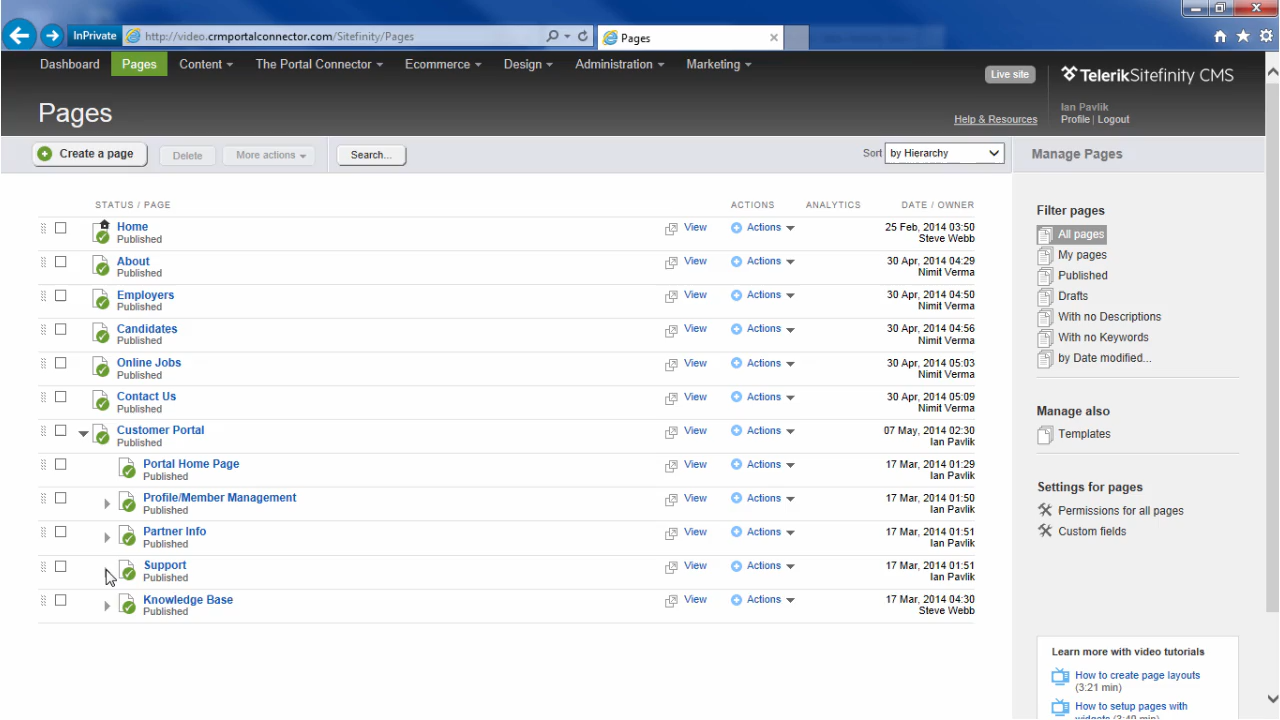 InPrivate
http://video.crmportalconnector.com/Sitefinity/Pages
Pages
Dashboard Pages Content The Portal Connector Ecommerce Design Administration Marketing
Live site
Telerik Sitefinity CMS
Pages
Help & Resources
Ian Pavlik
Profile | Logout
Create a page Delete More actions Search... Sort by Hierarchy
Manage Pages
STATUS / PAGE ACTIONS ANALYTICS DATE / OWNER
Home View Actions 25 Feb, 2014 03:50
Published Steve Webb
About View Actions 30 Apr, 2014 04:29
Published Nimit Verma
Employers View Actions 30 Apr, 2014 04:50
Published Nimit Verma
Candidates View Actions 30 Apr, 2014 04:56
Published Nimit Verma
Online Jobs View Actions 30 Apr, 2014 05:03
Published Nimit Verma
Contact Us View Actions 30 Apr, 2014 05:09
Published Nimit Verma
Customer Portal View Actions 07 May, 2014 02:30
Published Ian Pavlik
Portal Home Page View Actions 17 Mar, 2014 01:29
Published Ian Pavlik
Profile/Member Management View Actions 17 Mar, 2014 01:50
Published Ian Pavlik
Partner Info View Actions 17 Mar, 2014 01:51
Published Ian Pavlik
Support View Actions 17 Mar, 2014 01:51
Published Ian Pavlik
Knowledge Base View Actions 17 Mar, 2014 04:30
Published Steve Webb
Filter pages
All pages
My pages
Published
Drafts
With no Descriptions
With no Keywords
by Date modified...
Manage also
Templates
Settings for pages
Permissions for all pages
Custom fields
Learn more with video tutorials
How to create page layouts
(3:21 min)
How to setup pages with
widgets (3:49 min)